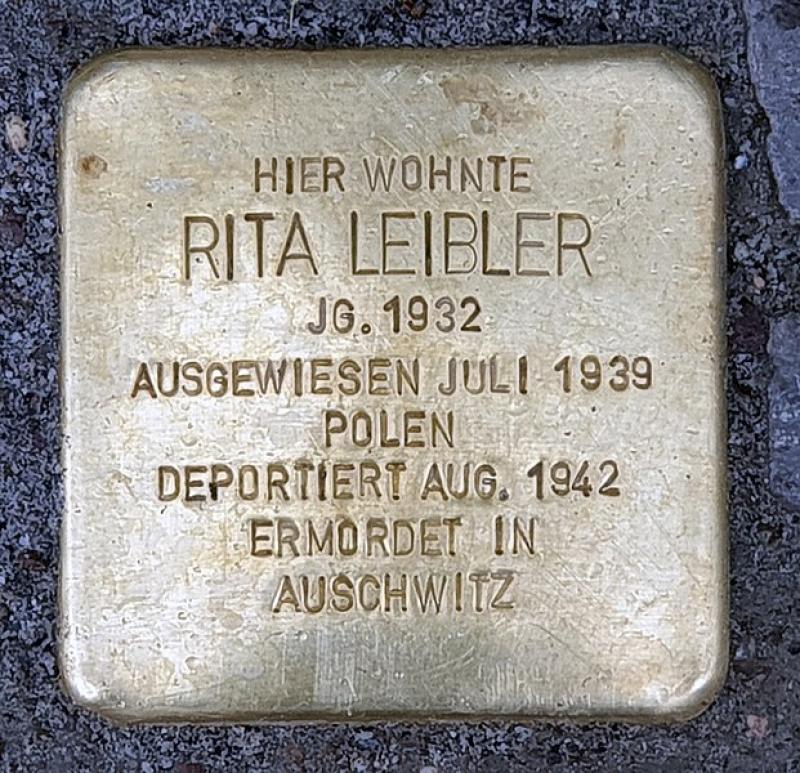 HIER WOHNTE
RITA LEIBLER
JG. 1932
AUSGEWIESEN JULI 1939
POLEN
DEPORTIERT AUG. 1942
ERMORDET IN
AUSCHWITZ